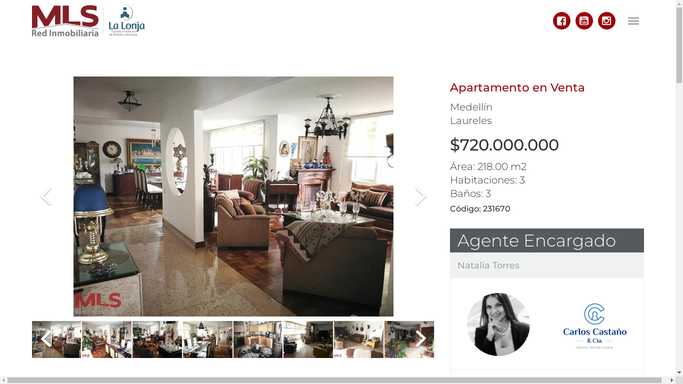 MLS
Red Inmobiliaria
La Lonja
Apartamento en Venta
Medellín
Laureles
$720.000.000
Área: 218.00 m2
Habitaciones: 3
Baños: 3
Código: 231670
MLS
Agente Encargado
Natalia Torres
Carlos Castaño
& Cía.